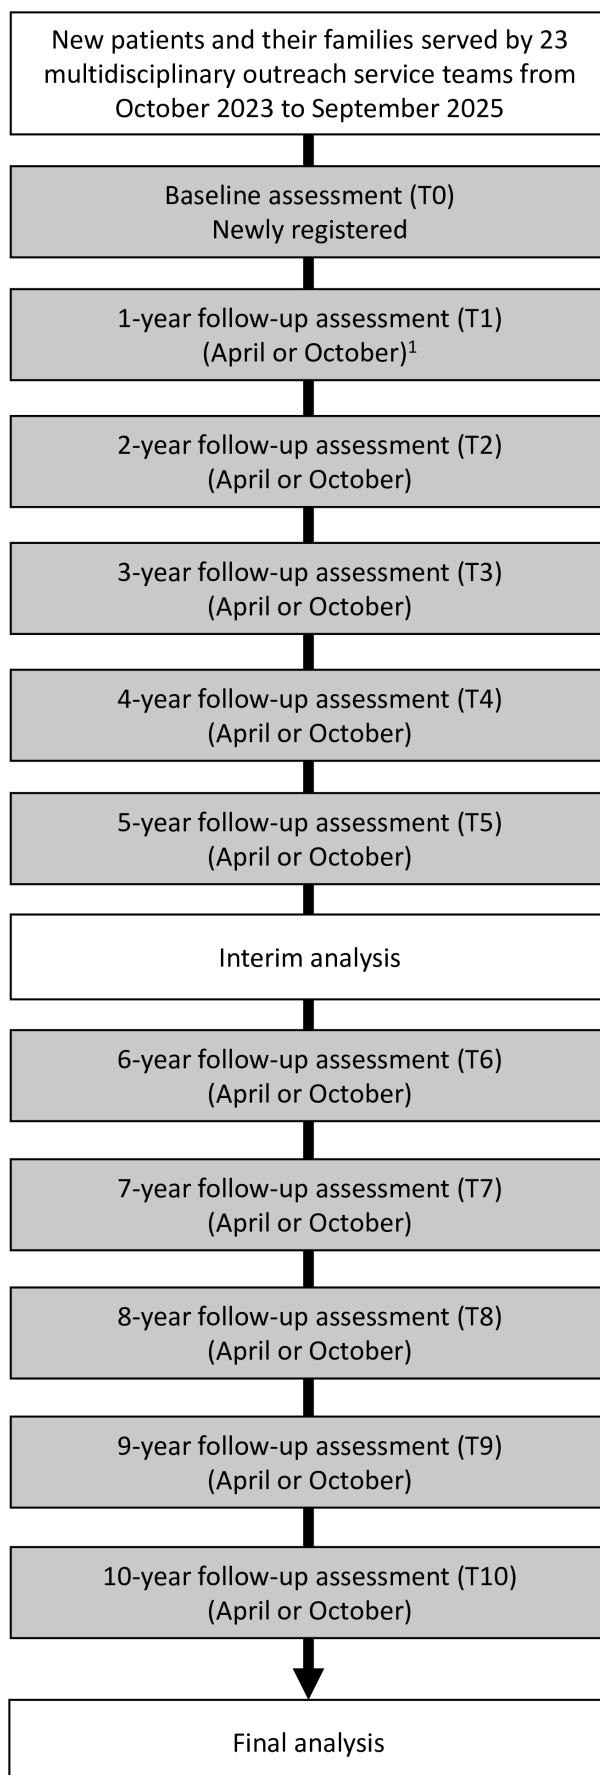 New patients and their families served by 23
multidisciplinary outreach service teams from
October 2023 to September 2025
Baseline assessment (T0)
Newly registered
1-year follow-up assessment (T1)
(April or October)¹
2-year follow-up assessment (T2)
(April or October)
3-year follow-up assessment (T3)
(April or October)
4-year follow-up assessment (T4)
(April or October)
5-year follow-up assessment (T5)
(April or October)
Interim analysis
6-year follow-up assessment (T6)
(April or October)
7-year follow-up assessment (T7)
(April or October)
8-year follow-up assessment (T8)
(April or October)
9-year follow-up assessment (T9)
(April or October)
10-year follow-up assessment (T10)
(April or October)
Final analysis